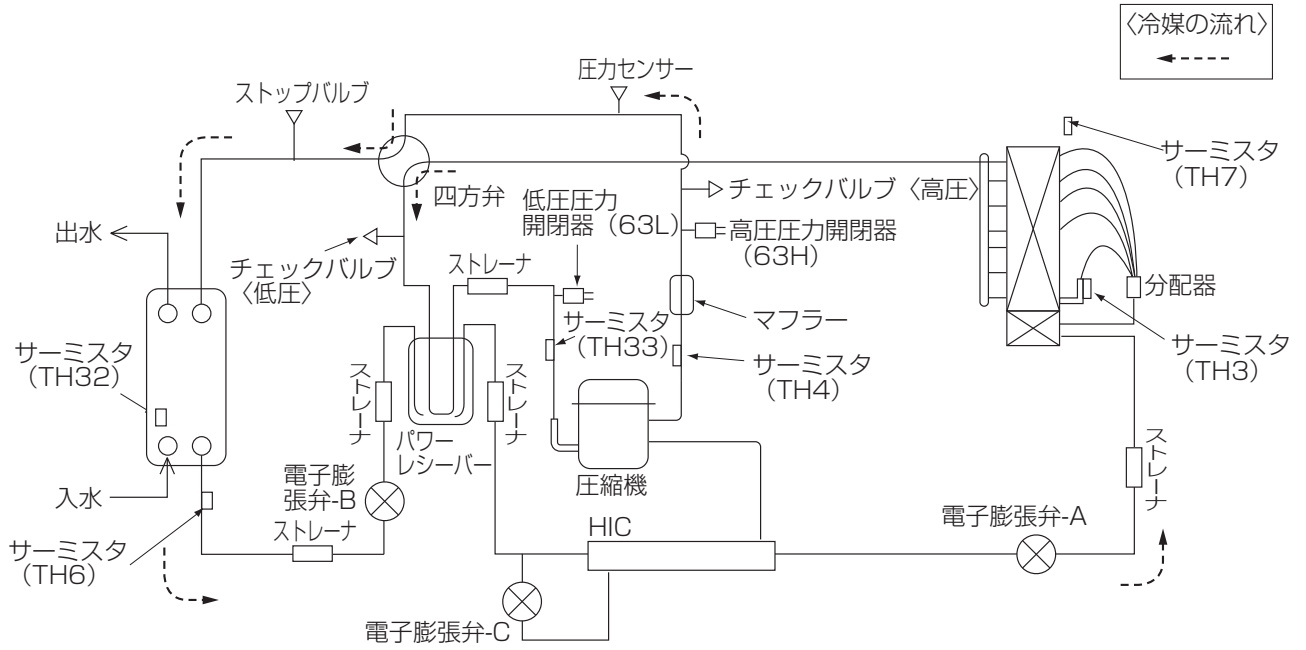 〈冷媒の流れ〉
圧力センサー
ストップバルブ
サーミスタ
(TH7)
四方弁
低圧圧力
開閉器(63L)
チェックバルブ〈高圧〉
高圧圧力開閉器
(63H)
出水
チェックバルブ
〈低圧〉
ストレーナ
分配器
サーミスタ
(TH33)
マフラー
サーミスタ
(TH3)
サーミスタ
(TH32)
サーミスタ
(TH4)
ストレーナ
ストレーナ
パワー
レシーバー
ストレーナ
電子膨
張弁-B
圧縮機
入水
ストレーナ
HIC
電子膨張弁-A
サーミスタ
(TH6)
電子膨張弁-C